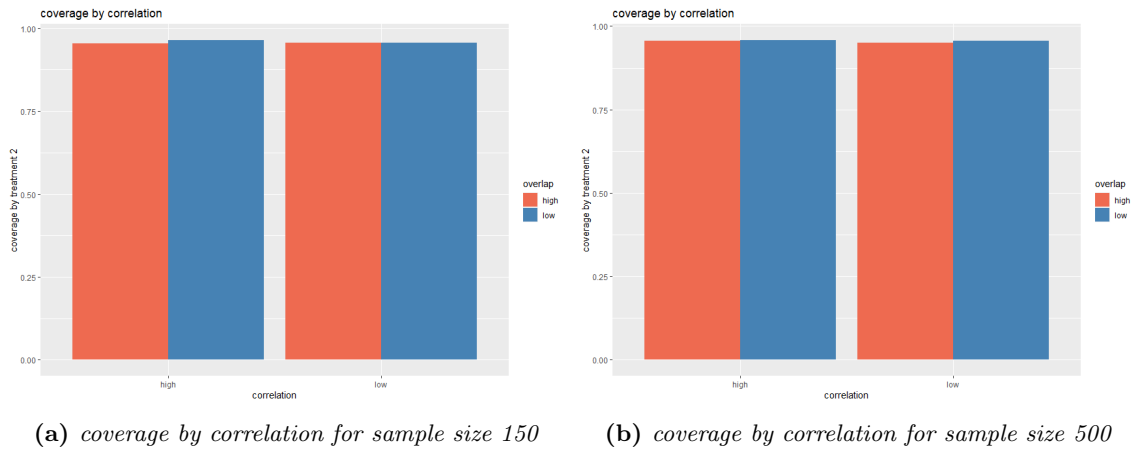 coverage by correlation
1.00
0.75
0.50
0.25
0.00
coverage by treatment 2
high
low
correlation
overlap
high
low
(a) coverage by correlation for sample size 150
coverage by correlation
1.00
0.75
0.50
0.25
0.00
coverage by treatment 2
high
low
correlation
overlap
high
low
(b) coverage by correlation for sample size 500